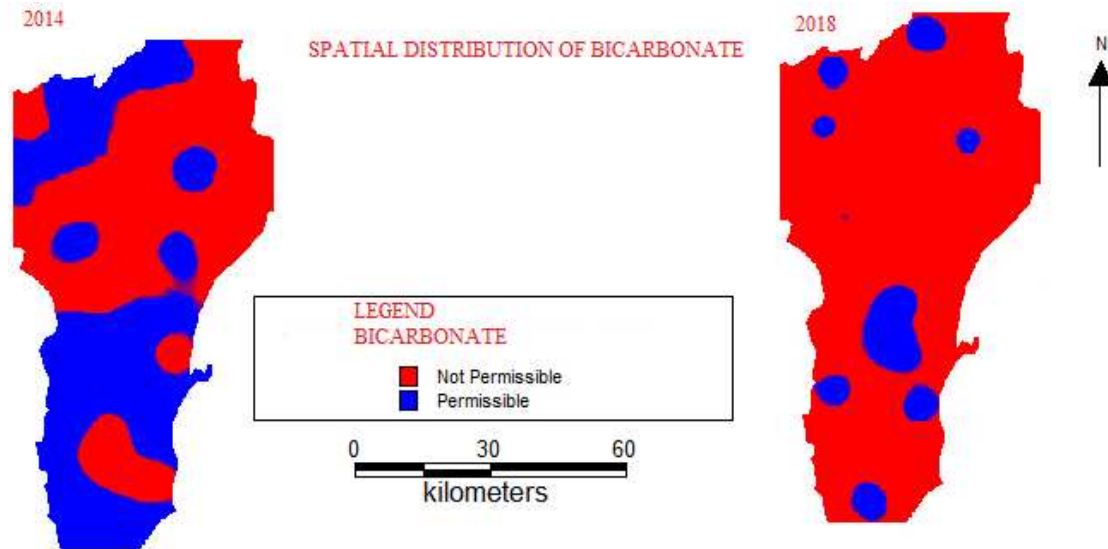 2014
SPATIAL DISTRIBUTION OF BICARBONATE
2018
N
LEGEND
BICARBONATE
Not Permissible
Permissible
0 30 60
kilometers